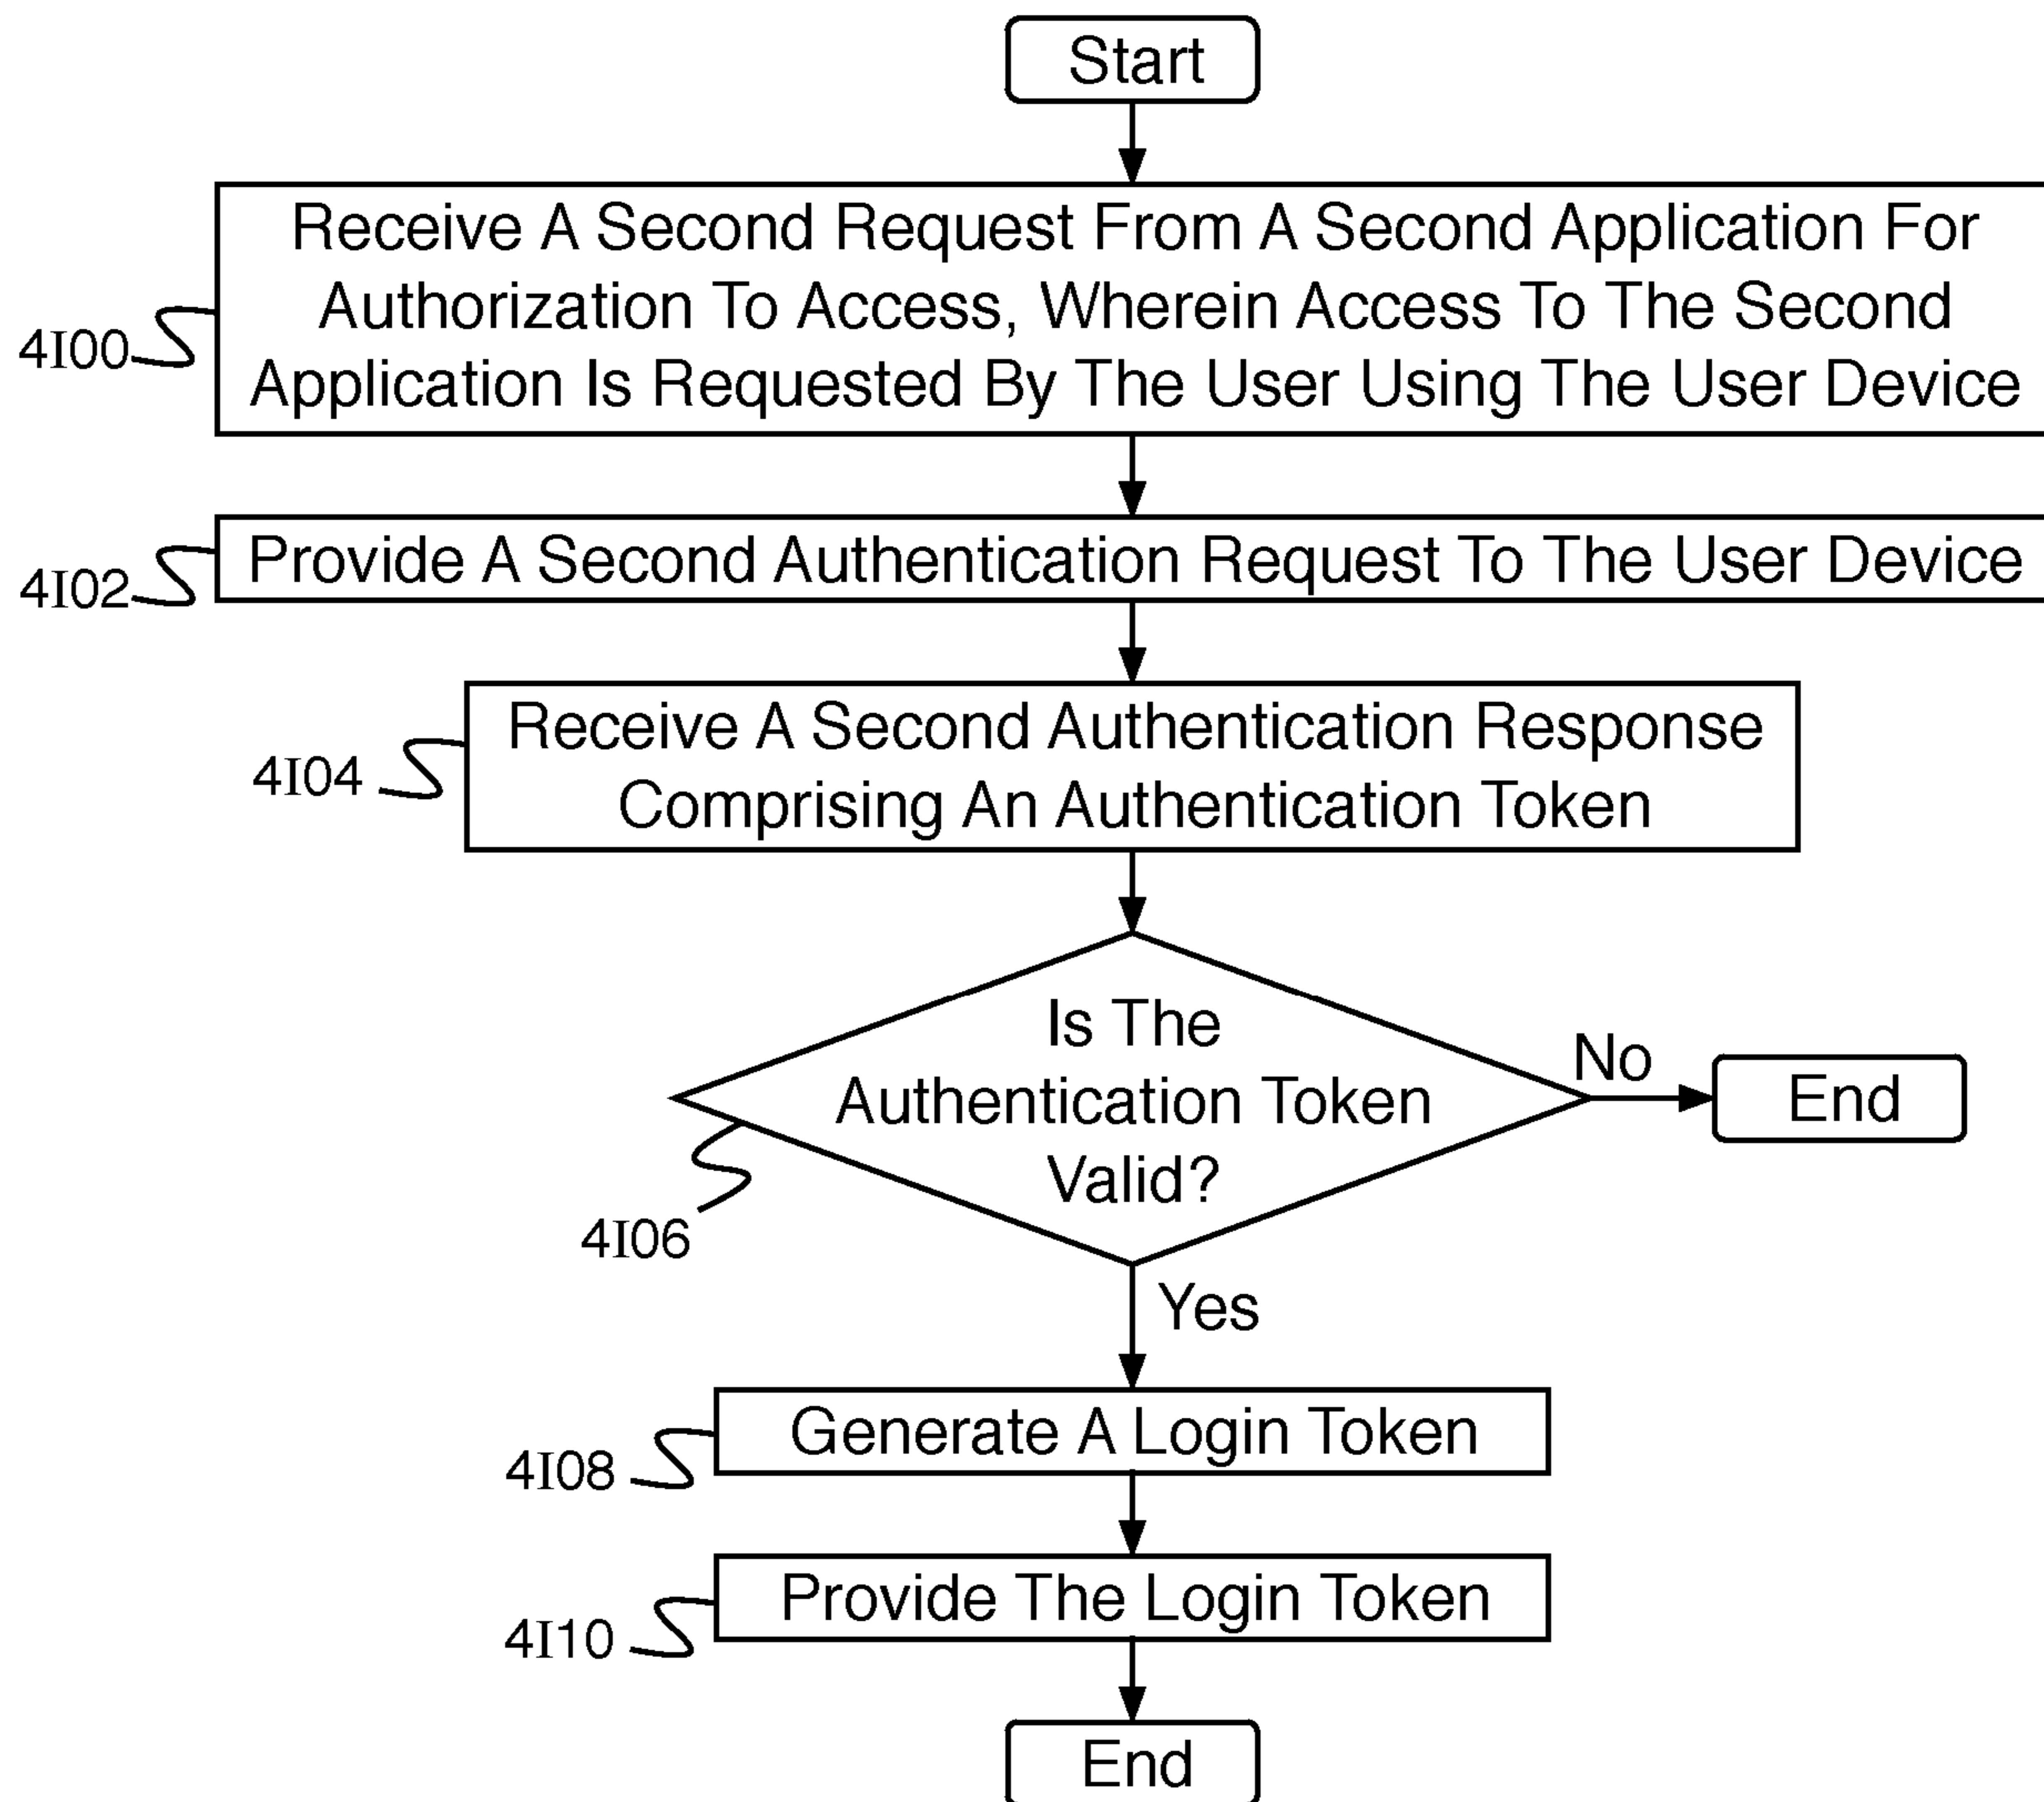 Start
Receive A Second Request From A Second Application For
Authorization To Access, Wherein Access To The Second
Application Is Requested By The User Using The User Device
4I00
Provide A Second Authentication Request To The User Device
4I02
Receive A Second Authentication Response
Comprising An Authentication Token
4I04
Is The
Authentication Token
Valid?
4I06
No
End
Yes
Generate A Login Token
4I08
Provide The Login Token
4I10
End